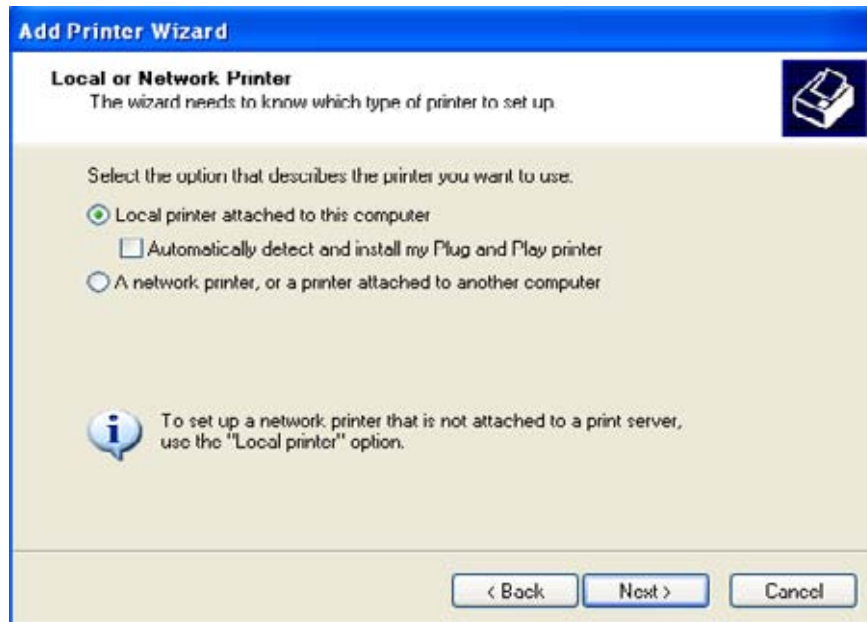 Add Printer Wizard
Local or Network Printer
The wizard needs to know which type of printer to set up.
Select the option that describes the printer you want to use:
Local printer attached to this computer
Automatically detect and install my Plug and Play printer
A network printer, or a printer attached to another computer
To set up a network printer that is not attached to a print server,
use the "Local printer" option.
< Back
Next >
Cancel